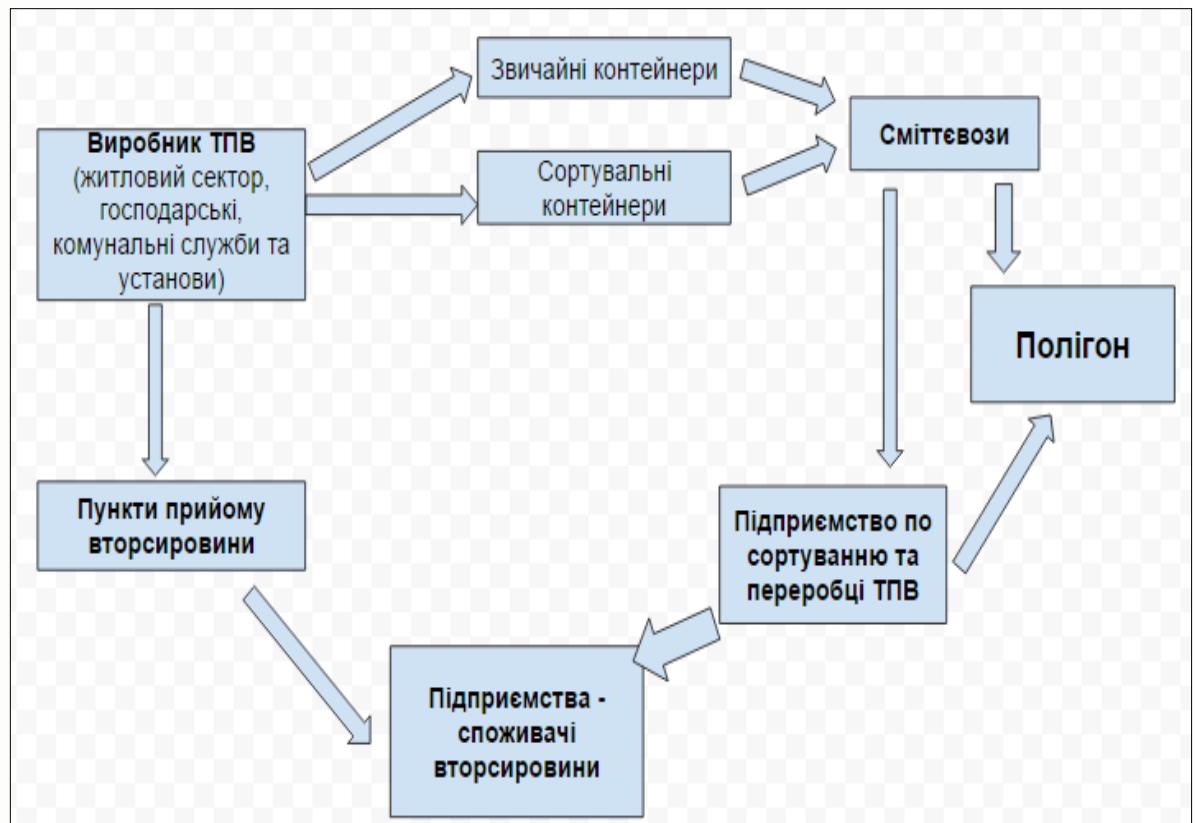 Звичайні контейнери
Виробник ТПВ
(житловий сектор,
господарські,
комунальні служби та
установи)
Сортувальні
контейнери
Сміттєвози
Полігон
Пункти прийому
вторсировини
Підприємство по
сортуванню та
переробці ТПВ
Підприємства -
споживачі
вторсировини